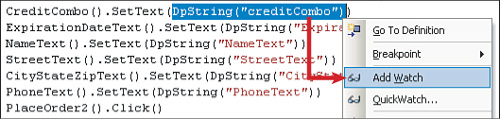 CreditCombo().SetText(DpString("creditCombo"))
ExpirationDateText().SetText(DpString("Expira
NameText().SetText(DpString("NameText"))
StreetText().SetText(DpString("StreetText"))
CityStateZipText().SetText(DpString("CitySt
PhoneText().SetText(DpString("PhoneText"))
PlaceOrder2().Click()
Go To Definition
Breakpoint
Add Watch
QuickWatch...